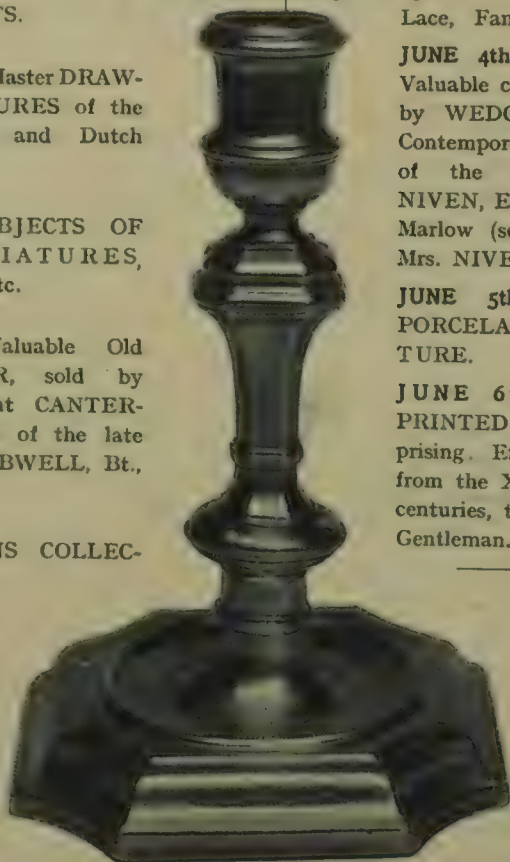 TS.
Master DRAW-
URES of the
and Dutch
BJECTS OF
IATURES,
tc.
aluable Old
R, sold by
at CANTER-
of the late
BWELL, Bt.,
NS COLLEC-
Lace, Fan
JUNE 4th
Valuable c
by WEDG
Contempor
of the
NIVEN, E
Marlow (se
Mrs. NIVE
JUNE 5th
PORCELA
TURE.
JUNE 6
PRINTED
prising. E
from the X
centuries, t
Gentleman.